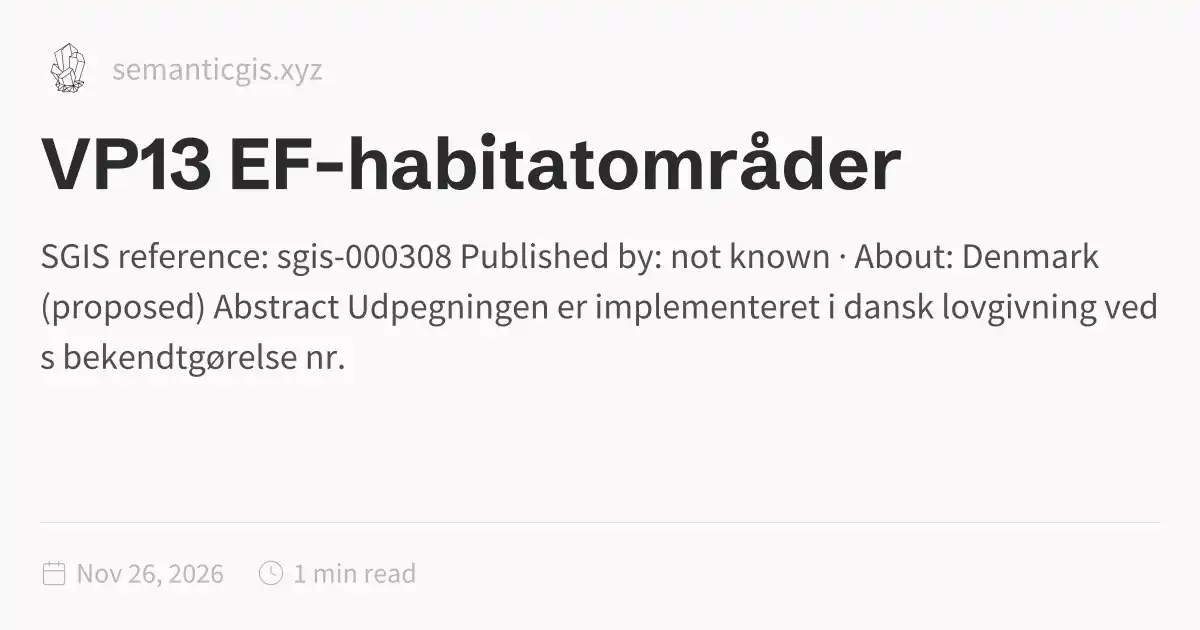 semanticgis.xyz
VP13 EF-habitatområder
SGIS reference: sgis-000308 Published by: not known · About: Denmark
(proposed) Abstract Udpegningen er implementeret i dansk lovgivning ved
s bekendtgørelse nr.
Nov 26, 2026 1 min read